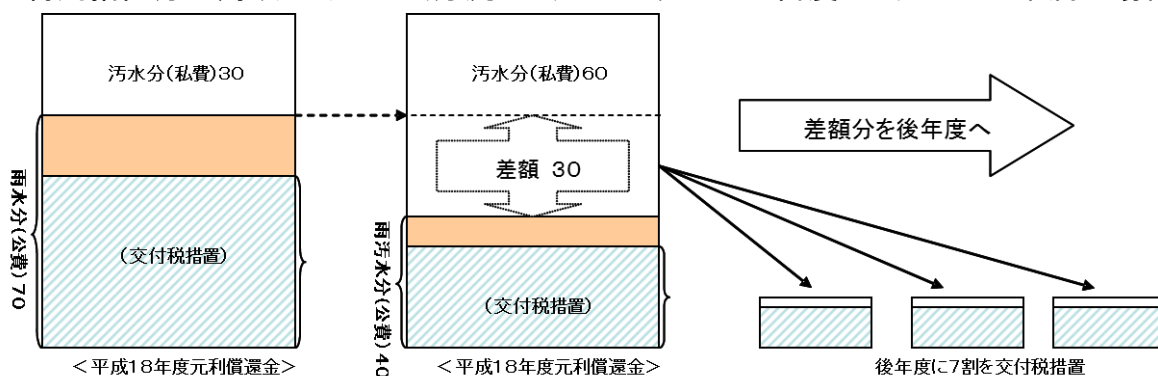 汚水分(私費)30
汚水分(私費)60
差額分を後年度へ
差額 30
雨水分(公費)70
(交付税措置)
雨汚水分(公費)40
(交付税措置)
<平成18年度元利償還金>
<平成18年度元利償還金>
後年度に7割を交付税措置